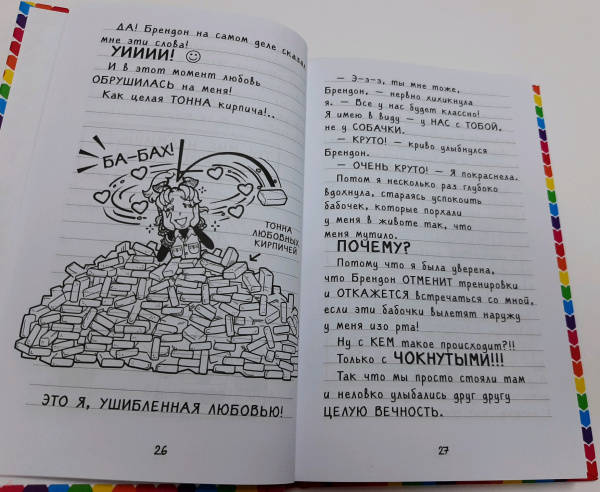 ДА! Брендон на самом деле сказал
мне эти слова!
УИИИИ!
И в этот момент любовь
ОБРУШИЛАСЬ на меня!
Как целая ТОННА кирпича!..
БА-БАХ!
ТОННА
ЛЮБОВНЫХ
КИРПИЧЕЙ
ЭТО Я, УШИБЛЕННАЯ ЛЮБОВЬЮ!
26
— Э-э-э, ты мне тоже,
Брендон, — нервно хихикнула
я. — Все у нас будет классно!
Я имею в виду — у НАС с ТОБОЙ,
не у СОБАЧКИ.
— КРУТО! — криво улыбнулся
Брендон.
— ОЧЕНЬ КРУТО! — Я покраснела.
Потом я несколько раз глубоко
вдохнула, стараясь успокоить
бабочек, которые порхали
у меня в животе так, что
меня мутило.
ПОЧЕМУ?
Потому что я была уверена,
что Брендон ОТМЕНИТ тренировки
и ОТКАЖЕТСЯ встречаться со мной,
если эти бабочки вылетят наружу
у меня изо рта!
Ну с КЕМ такое происходит?!!
Только с ЧОКНУТЫМИ!!!
Так что мы просто стояли там
и неловко улыбались друг другу
ЦЕЛУЮ ВЕЧНОСТЬ.
27